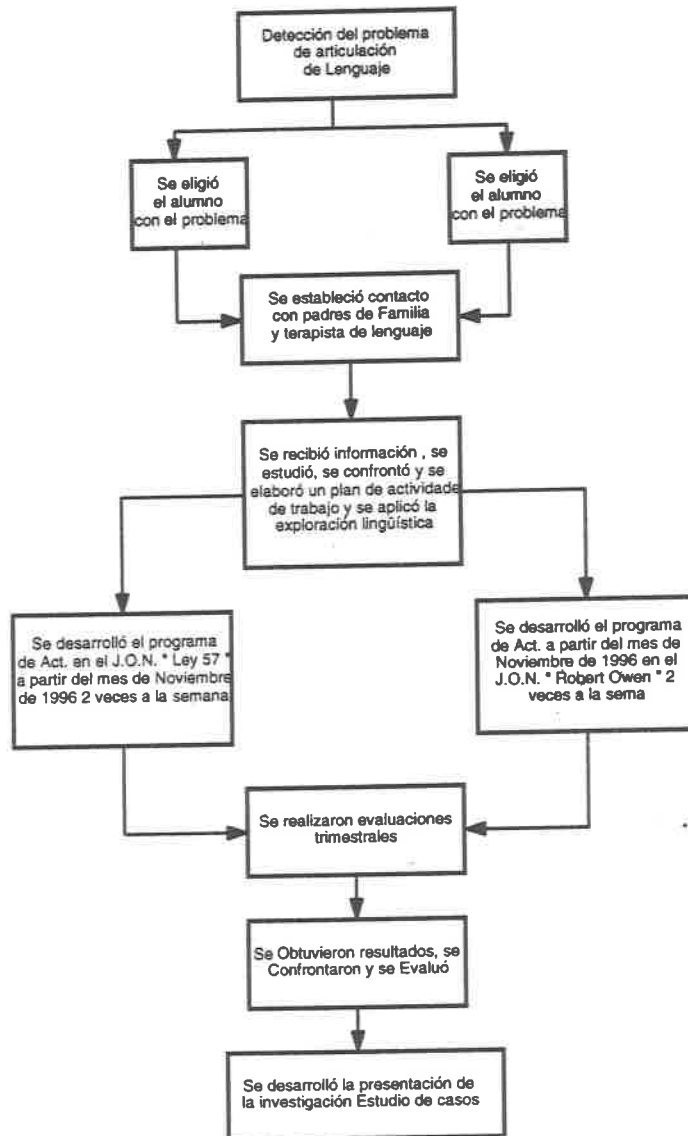 Detección del problema
de articulación
de Lenguaje
Se eligió
el alumno
con el problema
Se eligió
el alumno
con el problema
Se estableció contacto
con padres de Familia
y terapista de lenguaje
Se recibió información , se
estudió, se confrontó y se
elaboró un plan de actividade
de trabajo y se aplicó la
exploración lingüística
Se desarrolló el programa
de Act. en el J.O.N. " Ley 57 "
a partir del mes de Noviembre
de 1996 2 veces a la semana
Se desarrolló el programa
de Act. a partir del mes de
Noviembre de 1996 en el
J.O.N. " Robert Owen " 2
veces a la sema
Se realizaron evaluaciones
trimestrales
Se Obtuvieron resultados, se
Confrontaron y se Evaluó
Se desarrolló la presentación de
la investigación Estudio de casos